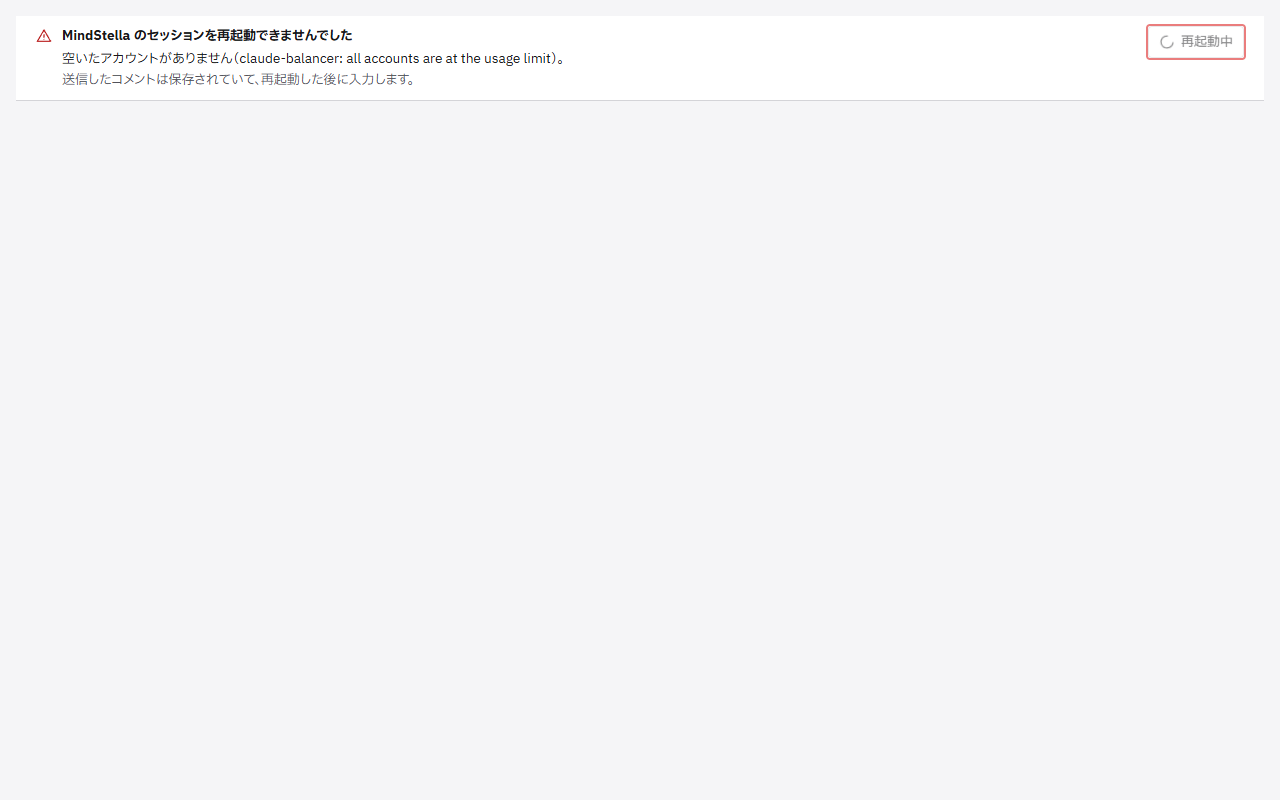 MindStella のセッションを再起動できませんでした
再起動中
空いたアカウントがありません（claude-balancer: all accounts are at the usage limit）。
送信したコメントは保存されていて、再起動した後に入力します。